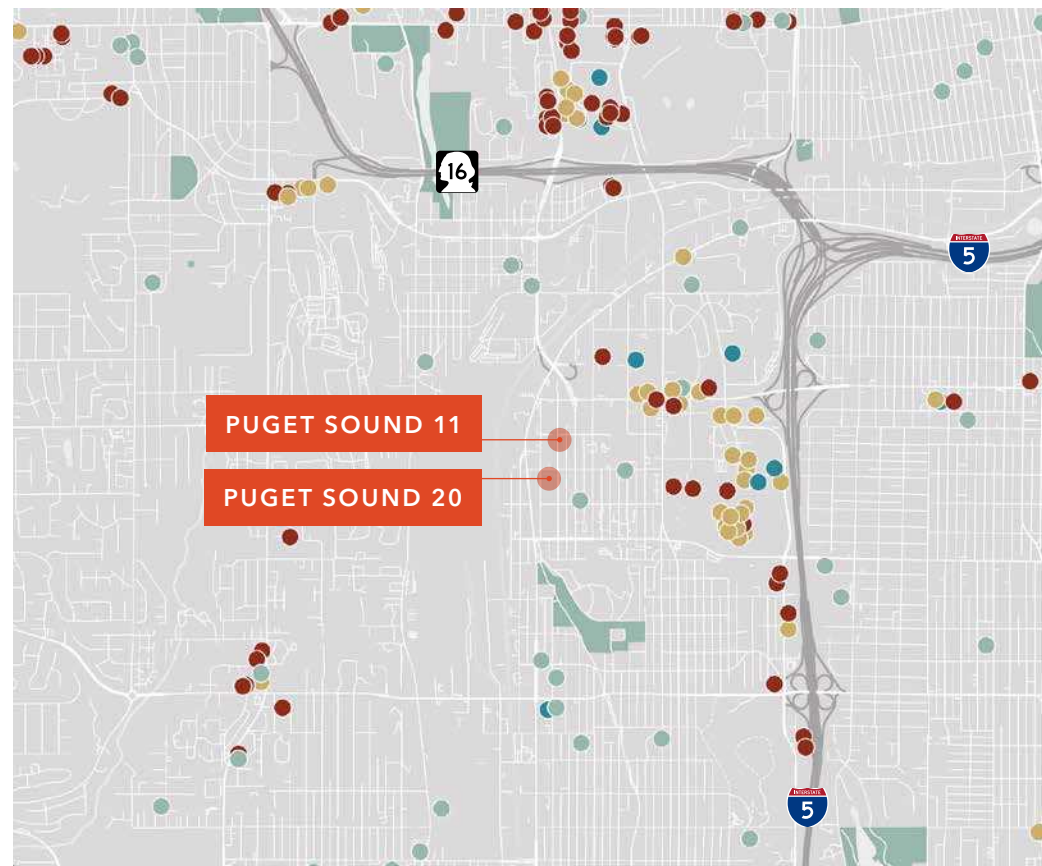 16
INTERSTATE
5
PUGET SOUND 11
PUGET SOUND 20
INTERSTATE
5